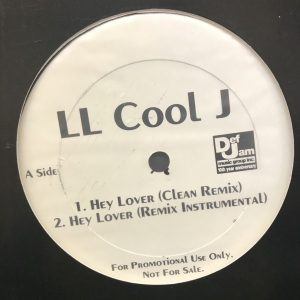 LL Cool J
A Side
1. Hey Lover (Clean Remix)
2. Hey Lover (Remix Instrumental)
Def
Jam
music group inc.
10th year anniversary
For Promotional Use Only.
Not For Sale.